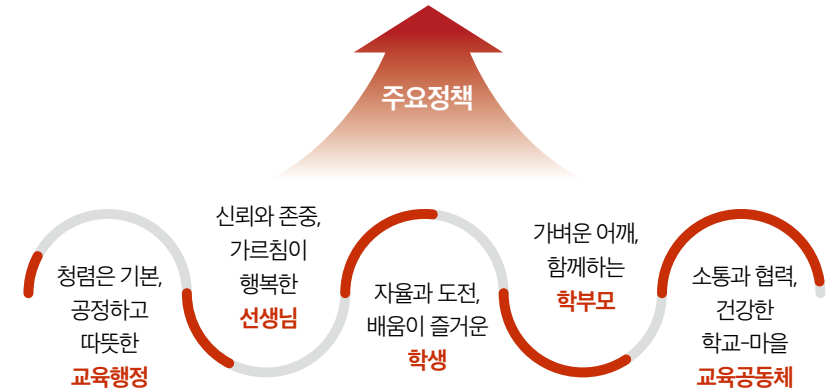 주요정책
청렴은 기본,
공정하고
따뜻한
교육행정
신뢰와 존중,
가르침이
행복한
선생님
자율과 도전,
배움이 즐거운
학생
가벼운 어깨,
함께하는
학부모
소통과 협력,
건강한
학교-마을
교육공동체